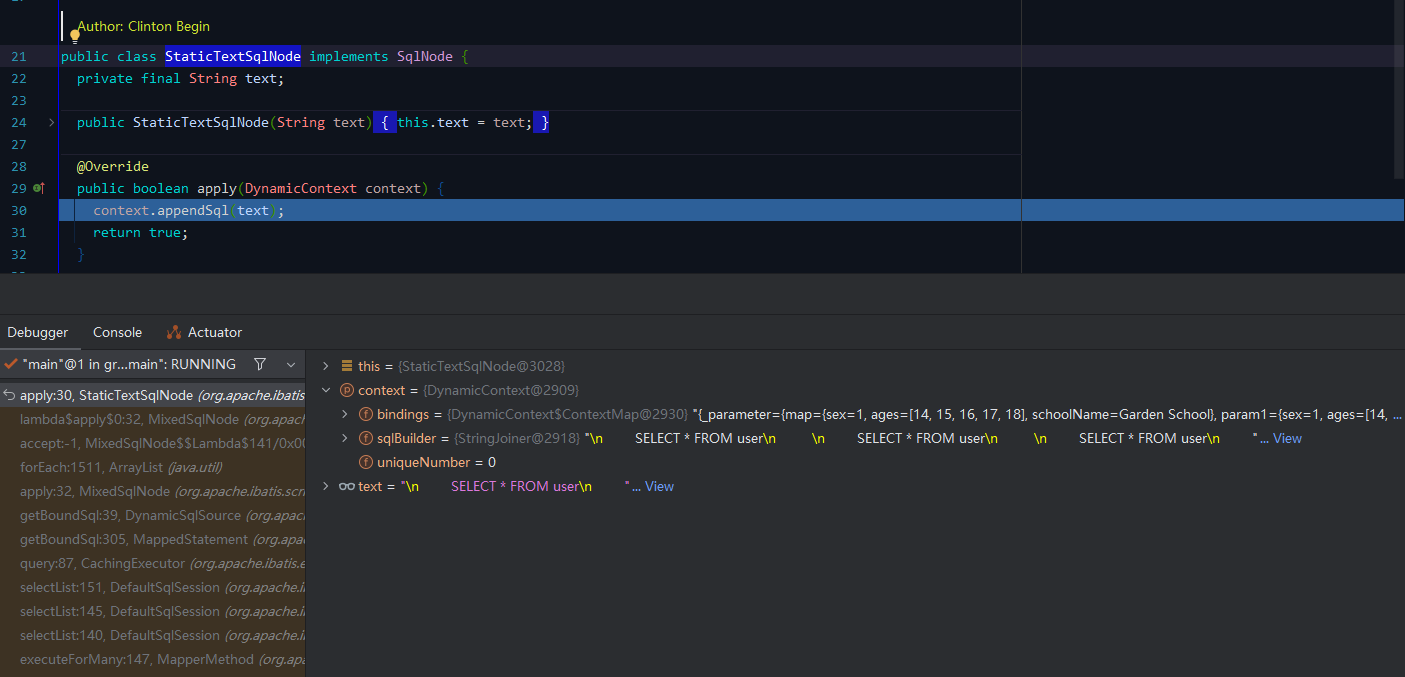 Author: Clinton Begin
21 public class StaticTextSqlNode implements SqlNode {
22 private final String text;
23
24 public StaticTextSqlNode(String text) { this.text = text; }
27
28 @Override
29 public boolean apply(DynamicContext context) {
30 context.appendSql(text);
31 return true;
32 }
Debugger Console Actuator
"main"@1 in gr...main": RUNNING
apply:30, StaticTextSqlNode (org.apache.ibatis
lambda$apply$0:32, MixedSqlNode (org.apache
accept:-1, MixedSqlNode$$Lambda$141/0x00
forEach:1511, ArrayList (java.util)
apply:32, MixedSqlNode (org.apache.ibatis.scri
getBoundSql:39, DynamicSqlSource (org.apac
getBoundSql:305, MappedStatement (org.apa
query:87, CachingExecutor (org.apache.ibatis.e
selectList:151, DefaultSqlSession (org.apache.i
selectList:145, DefaultSqlSession (org.apache.i
selectList:140, DefaultSqlSession (org.apache.i
executeForMany:147, MapperMethod (org.apa
this = {StaticTextSqlNode@3028}
context = {DynamicContext@2909}
bindings = {DynamicContext$ContextMap@2930} "{_parameter={map={sex=1, ages=[14, 15, 16, 17, 18], schoolName=Garden School}, param1={sex=1, ages=[14, ...
sqlBuilder = {StringJoiner@2918} "\n SELECT * FROM user\n \n SELECT * FROM user\n \n SELECT * FROM user\n "... View
uniqueNumber = 0
text = "\n SELECT * FROM user\n "... View